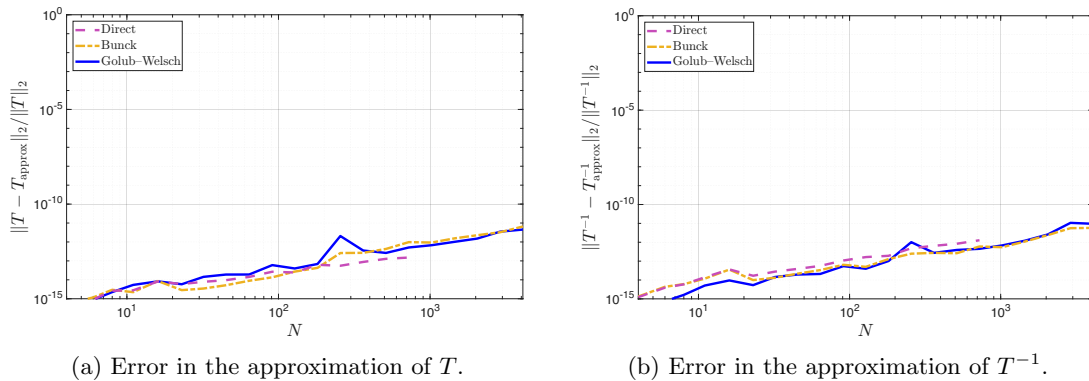 10^0
Direct
Bunck
Golub–Welsch
||T − T_approx||_2/||T||_2
10^-5
10^-10
10^-15
10^1
10^2
10^3
N
(a) Error in the approximation of T.
10^0
Direct
Bunck
Golub–Welsch
||T^-1 − T^-1_approx||_2/||T^-1||_2
10^-5
10^-10
10^-15
10^1
10^2
10^3
N
(b) Error in the approximation of T^-1.